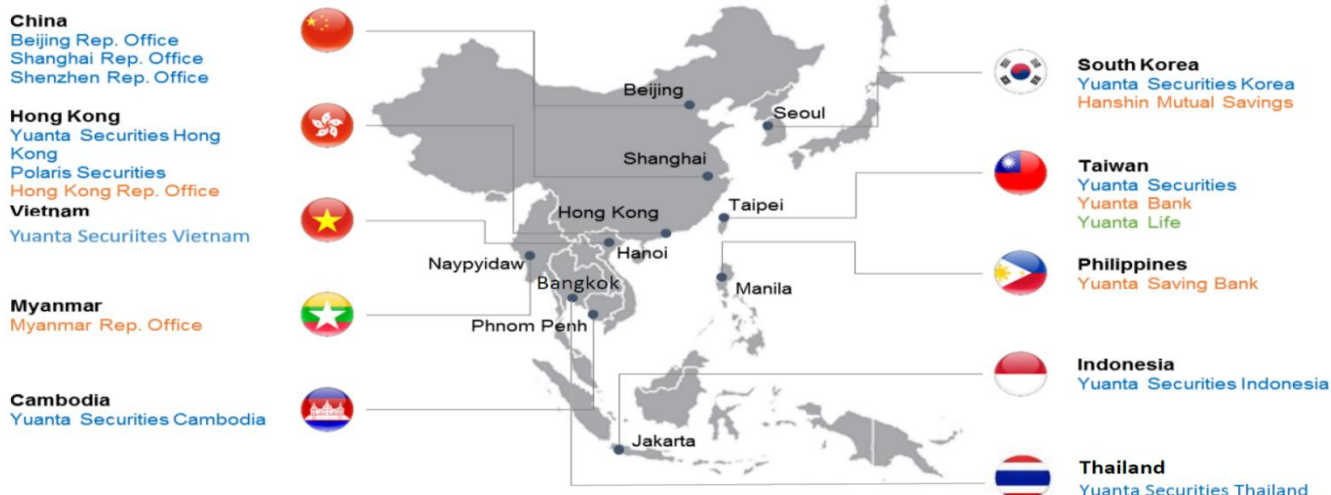 China
Beijing Rep. Office
Shanghai Rep. Office
Shenzhen Rep. Office
Hong Kong
Yuanta Securities Hong
Kong
Polaris Securities
Hong Kong Rep. Office
Vietnam
Yuanta Securiites Vietnam
Myanmar
Myanmar Rep. Office
Cambodia
Yuanta Securities Cambodia
Beijing
Seoul
Shanghai
Taipei
Hong Kong
Hanoi
Naypyidaw
Bangkok
Manila
Phnom Penh
Jakarta
South Korea
Yuanta Securities Korea
Hanshin Mutual Savings
Taiwan
Yuanta Securities
Yuanta Bank
Yuanta Life
Philippines
Yuanta Saving Bank
Indonesia
Yuanta Securities Indonesia
Thailand
Yuanta Securities Thailand